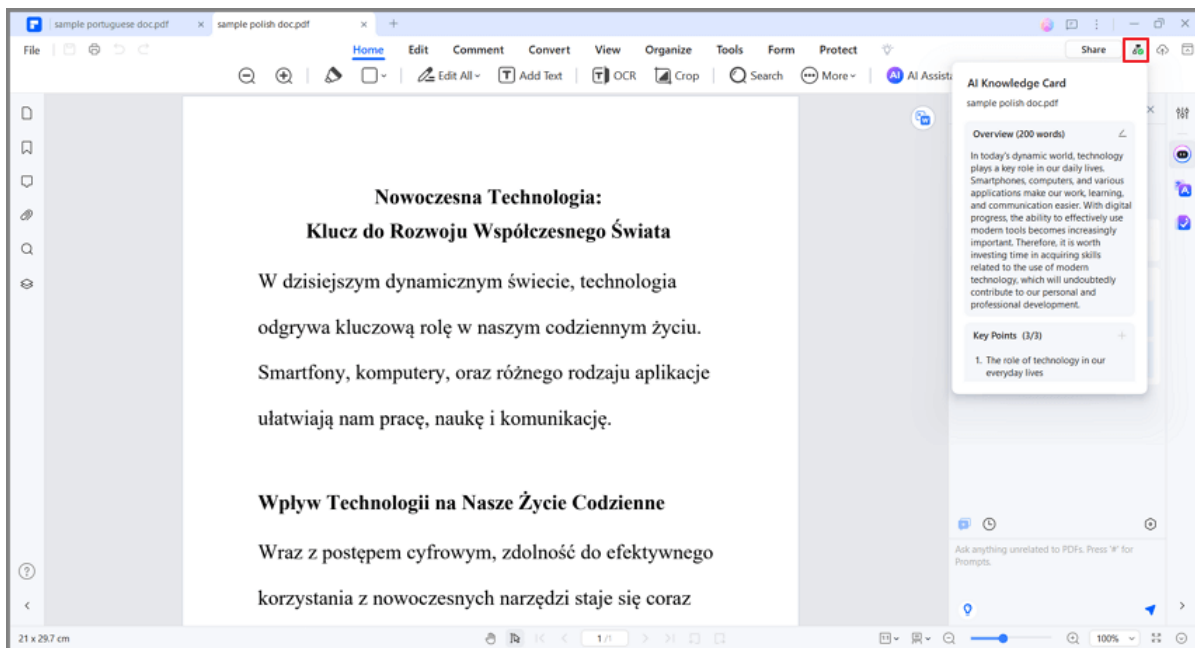 sample portuguese doc.pdf
sample polish doc.pdf
File
Home Edit Comment Convert View Organize Tools Form Protect
Share
Edit All
Add Text
OCR
Crop
Search
More
AI AI Assista
Nowoczesna Technologia:
Klucz do Rozwoju Współczesnego Świata
W dzisiejszym dynamicznym świecie, technologia
odgrywa kluczową rolę w naszym codziennym życiu.
Smartfony, komputery, oraz różnego rodzaju aplikacje
ułatwiają nam pracę, naukę i komunikację.
Wpływ Technologii na Nasze Życie Codzienne
Wraz z postępem cyfrowym, zdolność do efektywnego
korzystania z nowoczesnych narzędzi staje się coraz
AI Knowledge Card
sample polish doc.pdf
Overview (200 words)
In today's dynamic world, technology
plays a key role in our daily lives.
Smartphones, computers, and various
applications make our work, learning,
and communication easier. With digital
progress, the ability to effectively use
modern tools becomes increasingly
important. Therefore, it is worth
investing time in acquiring skills
related to the use of modern
technology, which will undoubtedly
contribute to our personal and
professional development.
Key Points (3/3)
1. The role of technology in our
everyday lives
Ask anything unrelated to PDFs. Press '#' for
Prompts.
21 x 29.7 cm
1/1
100%